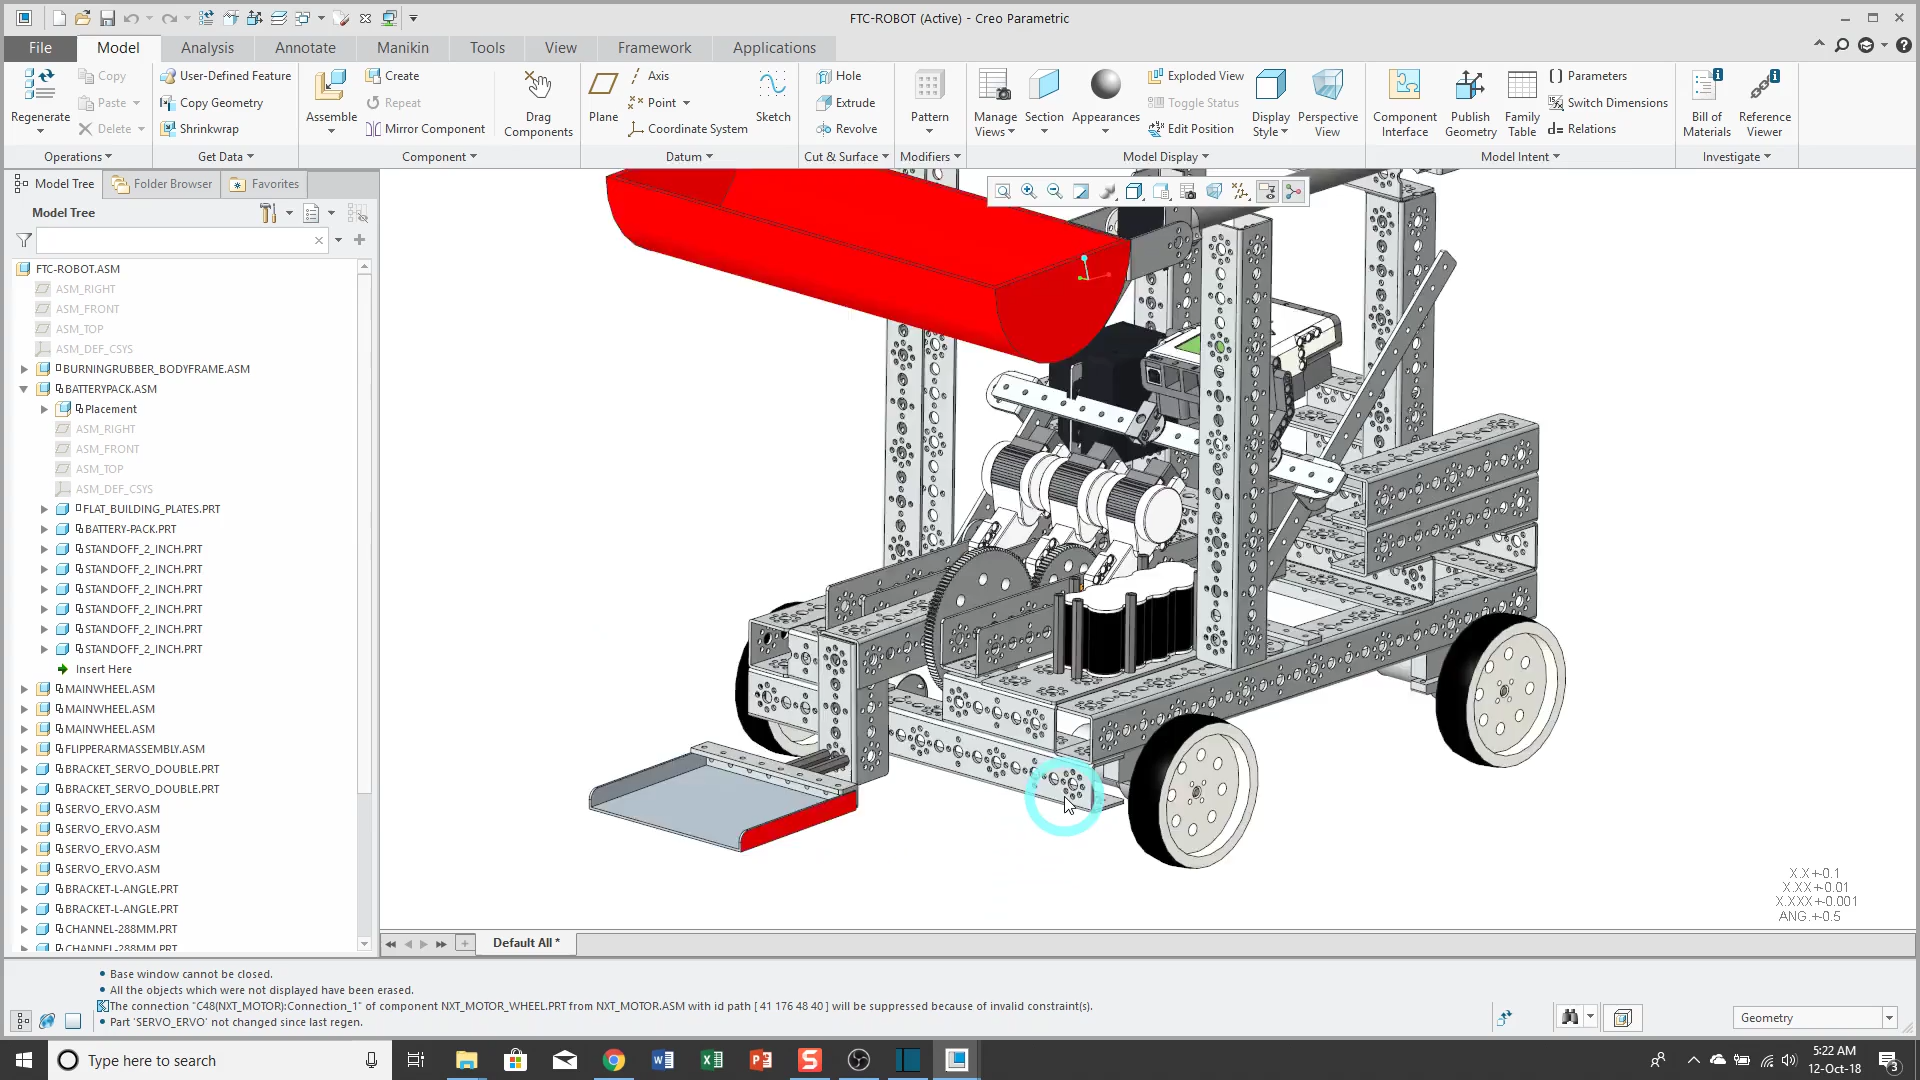 FTC-ROBOT (Active) - Creo Parametric
File Model Analysis Annotate Manikin Tools View Framework Applications
Regenerate
Copy
Paste
Delete
Operations
User-Defined Feature
Copy Geometry
Shrinkwrap
Get Data
Assemble
Create
Repeat
Mirror Component
Drag
Components
Component
Plane
Axis
Point
Coordinate System
Sketch
Datum
Hole
Extrude
Revolve
Cut & Surface
Pattern
Modifiers
Manage
Views
Section
Appearances
Exploded View
Toggle Status
Edit Position
Display
Style
Perspective
View
Model Display
Component
Interface
Publish
Geometry
Family
Table
Parameters
Switch Dimensions
Relations
Model Intent
Bill of
Materials
Reference
Viewer
Investigate
Model Tree Folder Browser Favorites
Model Tree
FTC-ROBOT.ASM
ASM_RIGHT
ASM_FRONT
ASM_TOP
ASM_DEF_CSYS
BURNINGRUBBER_BODYFRAME.ASM
BATTERYPACK.ASM
Placement
ASM_RIGHT
ASM_FRONT
ASM_TOP
ASM_DEF_CSYS
FLAT_BUILDING_PLATES.PRT
BATTERY-PACK.PRT
STANDOFF_2_INCH.PRT
STANDOFF_2_INCH.PRT
STANDOFF_2_INCH.PRT
STANDOFF_2_INCH.PRT
STANDOFF_2_INCH.PRT
STANDOFF_2_INCH.PRT
Insert Here
MAINWHEEL.ASM
MAINWHEEL.ASM
MAINWHEEL.ASM
FLIPPERARMASSEMBLY.ASM
BRACKET_SERVO_DOUBLE.PRT
BRACKET_SERVO_DOUBLE.PRT
SERVO_ERVO.ASM
SERVO_ERVO.ASM
SERVO_ERVO.ASM
SERVO_ERVO.ASM
BRACKET-L-ANGLE.PRT
BRACKET-L-ANGLE.PRT
CHANNEL-288MM.PRT
CHANNEL-288MM.PRT
X.X+-0.1
X.XX+-0.01
X.XXX+-0.001
ANG.+-0.5
Default All *
Base window cannot be closed.
All the objects which were not displayed have been erased.
The connection "C48(NXT_MOTOR):Connection_1" of component NXT_MOTOR_WHEEL.PRT from NXT_MOTOR.ASM with id path [ 41 176 48 40 ] will be suppressed because of invalid constraint(s).
Part 'SERVO_ERVO' not changed since last regen.
Geometry
Type here to search
5:22 AM
12-Oct-18
3